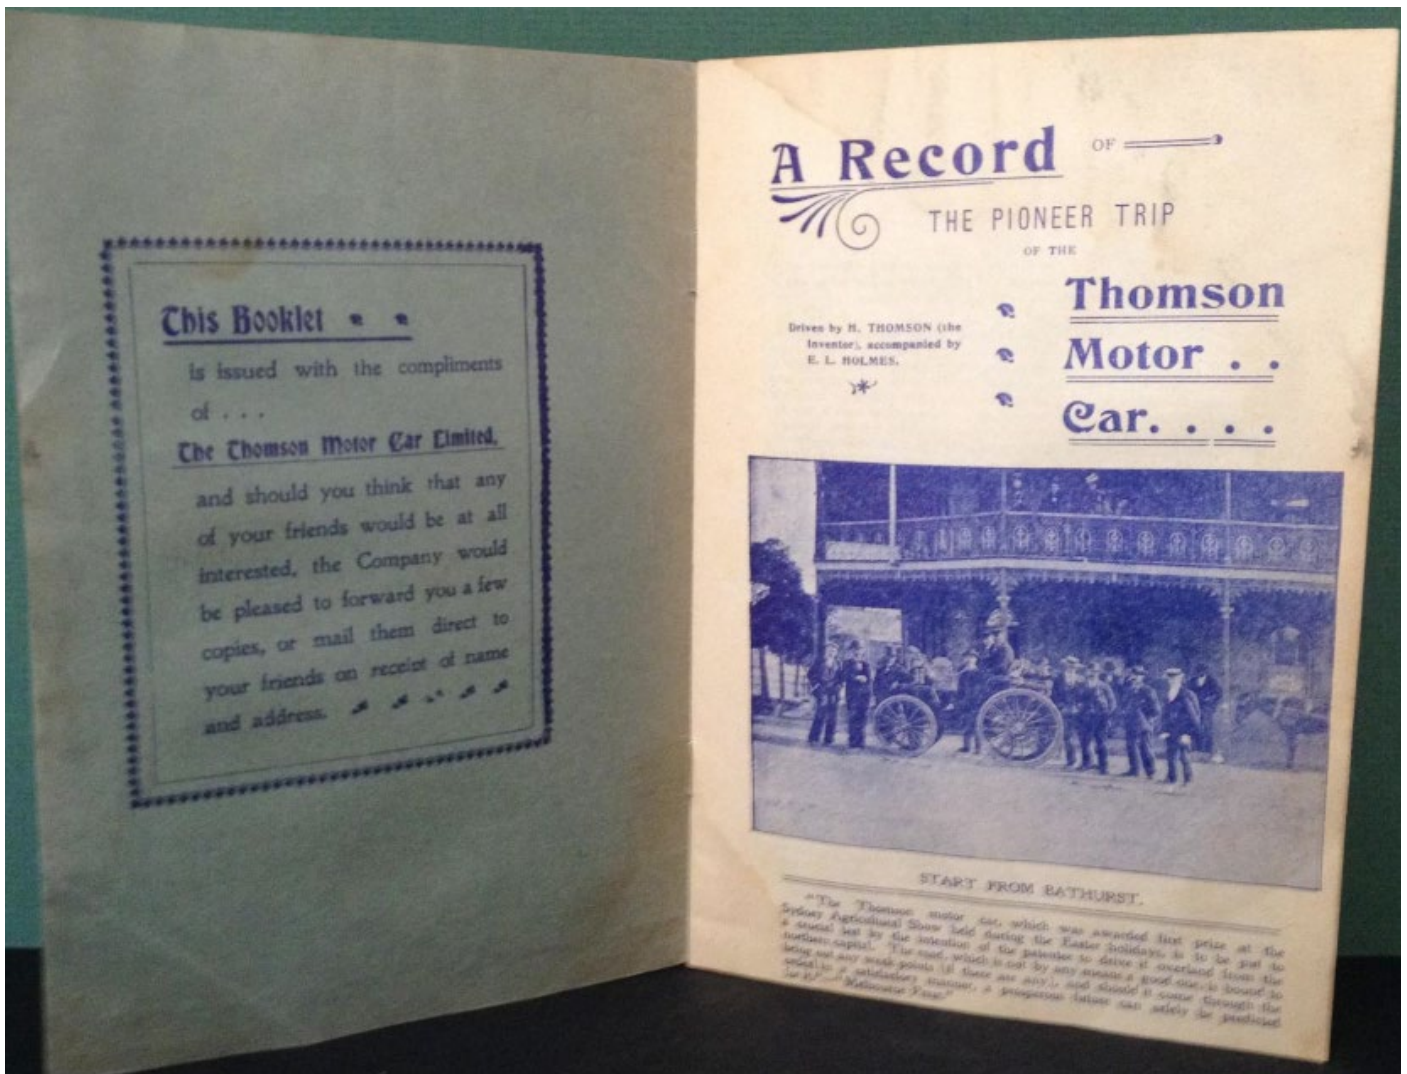 This Booklet
is issued with the compliments
of . . .
The Thomson Motor Car Limited,
and should you think that any
of your friends would be at all
interested, the Company would
be pleased to forward you a few
copies, or mail them direct to
your friends on receipt of name
and address.
A Record OF
THE PIONEER TRIP
OF THE
Thomson
Motor . .
Car. . . .
Driven by H. THOMSON (the
Inventor), accompanied by
E. L. HOLMES.
START FROM BATHURST.
"The Thomson motor car, which was awarded first prize at the
Sydney Agricultural Show held during the Easter holidays, is to be put to
a crucial test by the intention of the patentee to drive it overland from the
northern capital. The road, which is not by any means a good one, is bound to
bring out any weak points (if there are any), and should it come through the
ordeal in a satisfactory manner, a prosperous future can safely be predicted
for it."